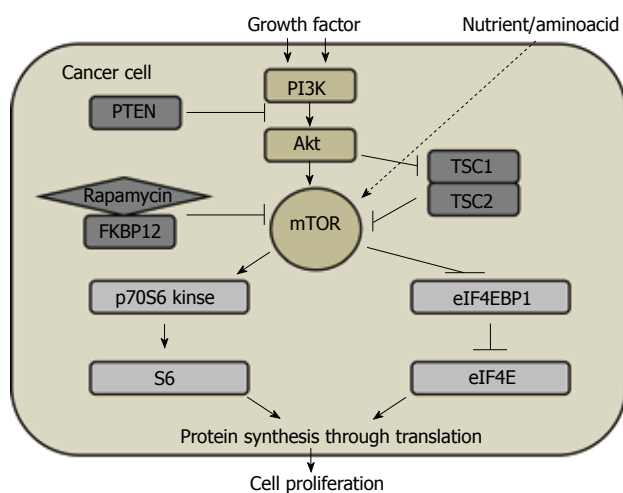 Growth factor
Nutrient/aminoacid
Cancer cell
PI3K
PTEN
Akt
TSC1
TSC2
Rapamycin
FKBP12
mTOR
p70S6 kinse
eIF4EBP1
S6
eIF4E
Protein synthesis through translation
Cell proliferation